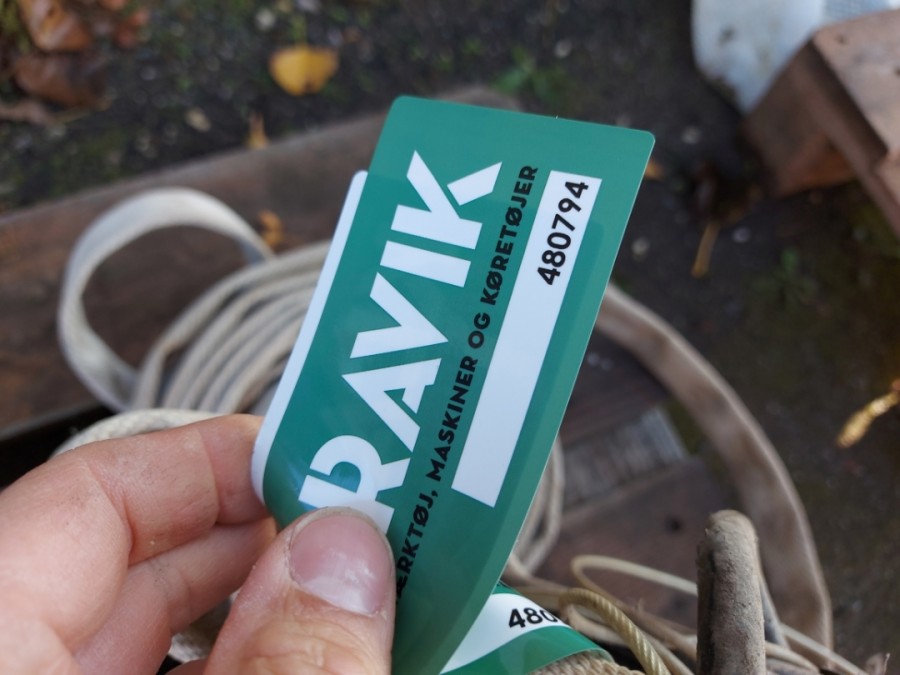 RAVIK
ERKTØJ, MASKINER OG KØRETØJER
480794
480